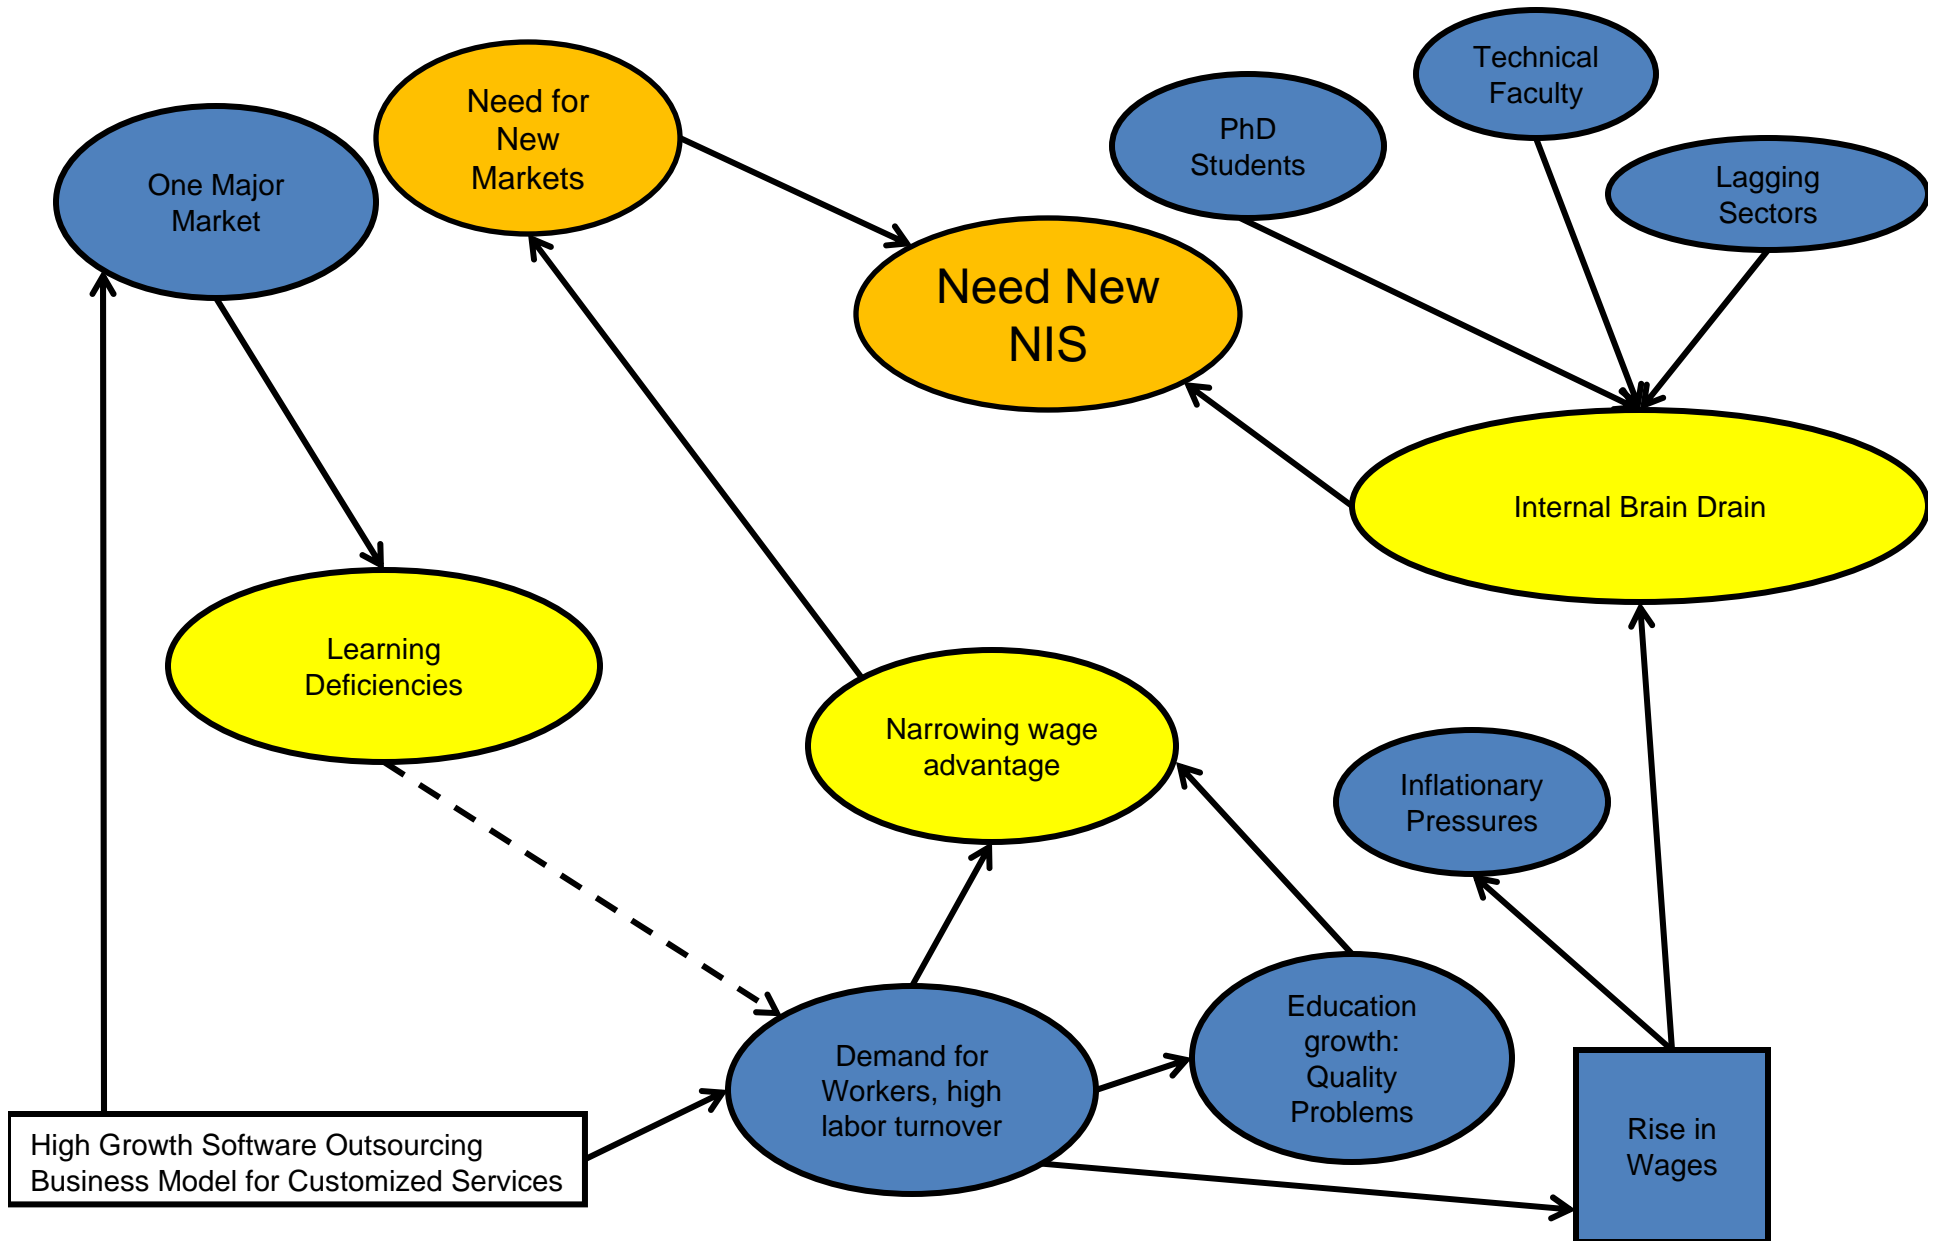 Technical
Faculty
Need for
New
Markets
PhD
Students
One Major
Market
Lagging
Sectors
Need New
NIS
Internal Brain Drain
Learning
Deficiencies
Narrowing wage
advantage
Inflationary
Pressures
Education
growth:
Quality
Problems
Demand for
Workers, high
labor turnover
Rise in
Wages
High Growth Software Outsourcing
Business Model for Customized Services